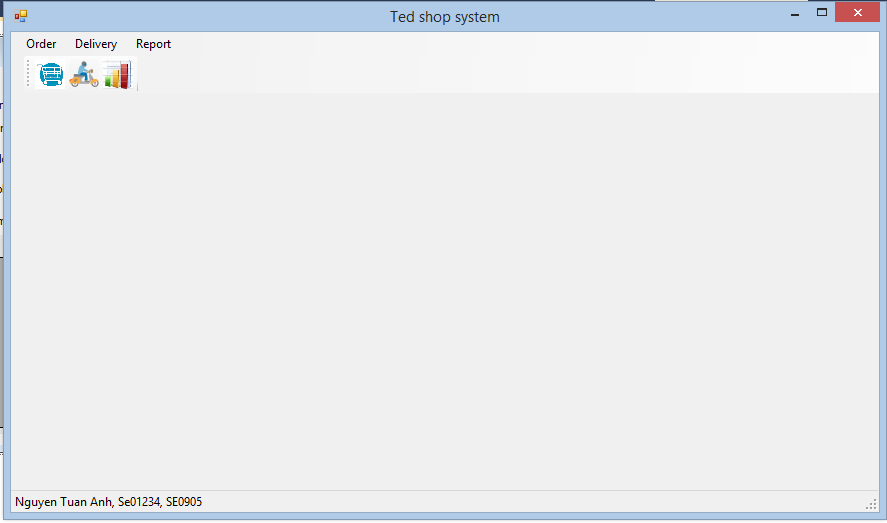 Ted shop system
Order Delivery Report
Nguyen Tuan Anh, Se01234, SE0905